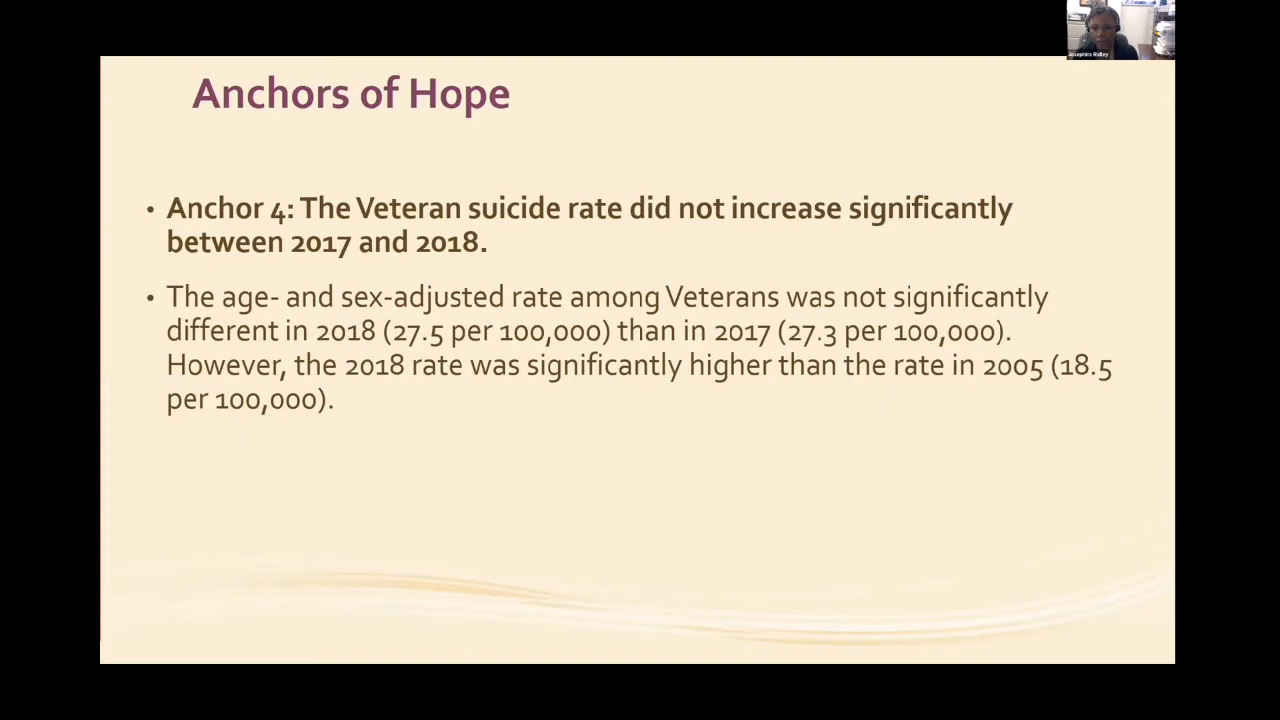 Josephine Ridley
Anchors of Hope
• Anchor 4: The Veteran suicide rate did not increase significantly
between 2017 and 2018.
• The age- and sex-adjusted rate among Veterans was not significantly
different in 2018 (27.5 per 100,000) than in 2017 (27.3 per 100,000).
However, the 2018 rate was significantly higher than the rate in 2005 (18.5
per 100,000).